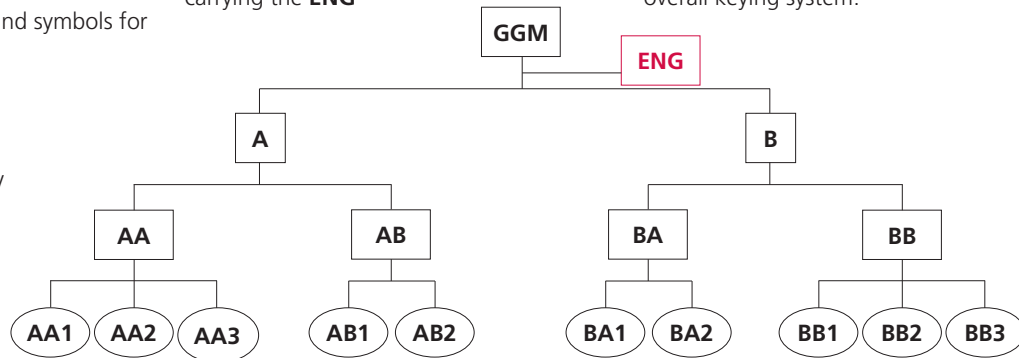 carrying the ENG
overall keying system.
end symbols for
GGM
ENG
A
B
AA
AB
BA
BB
AA1
AA2
AA3
AB1
AB2
BA1
BA2
BB1
BB2
BB3